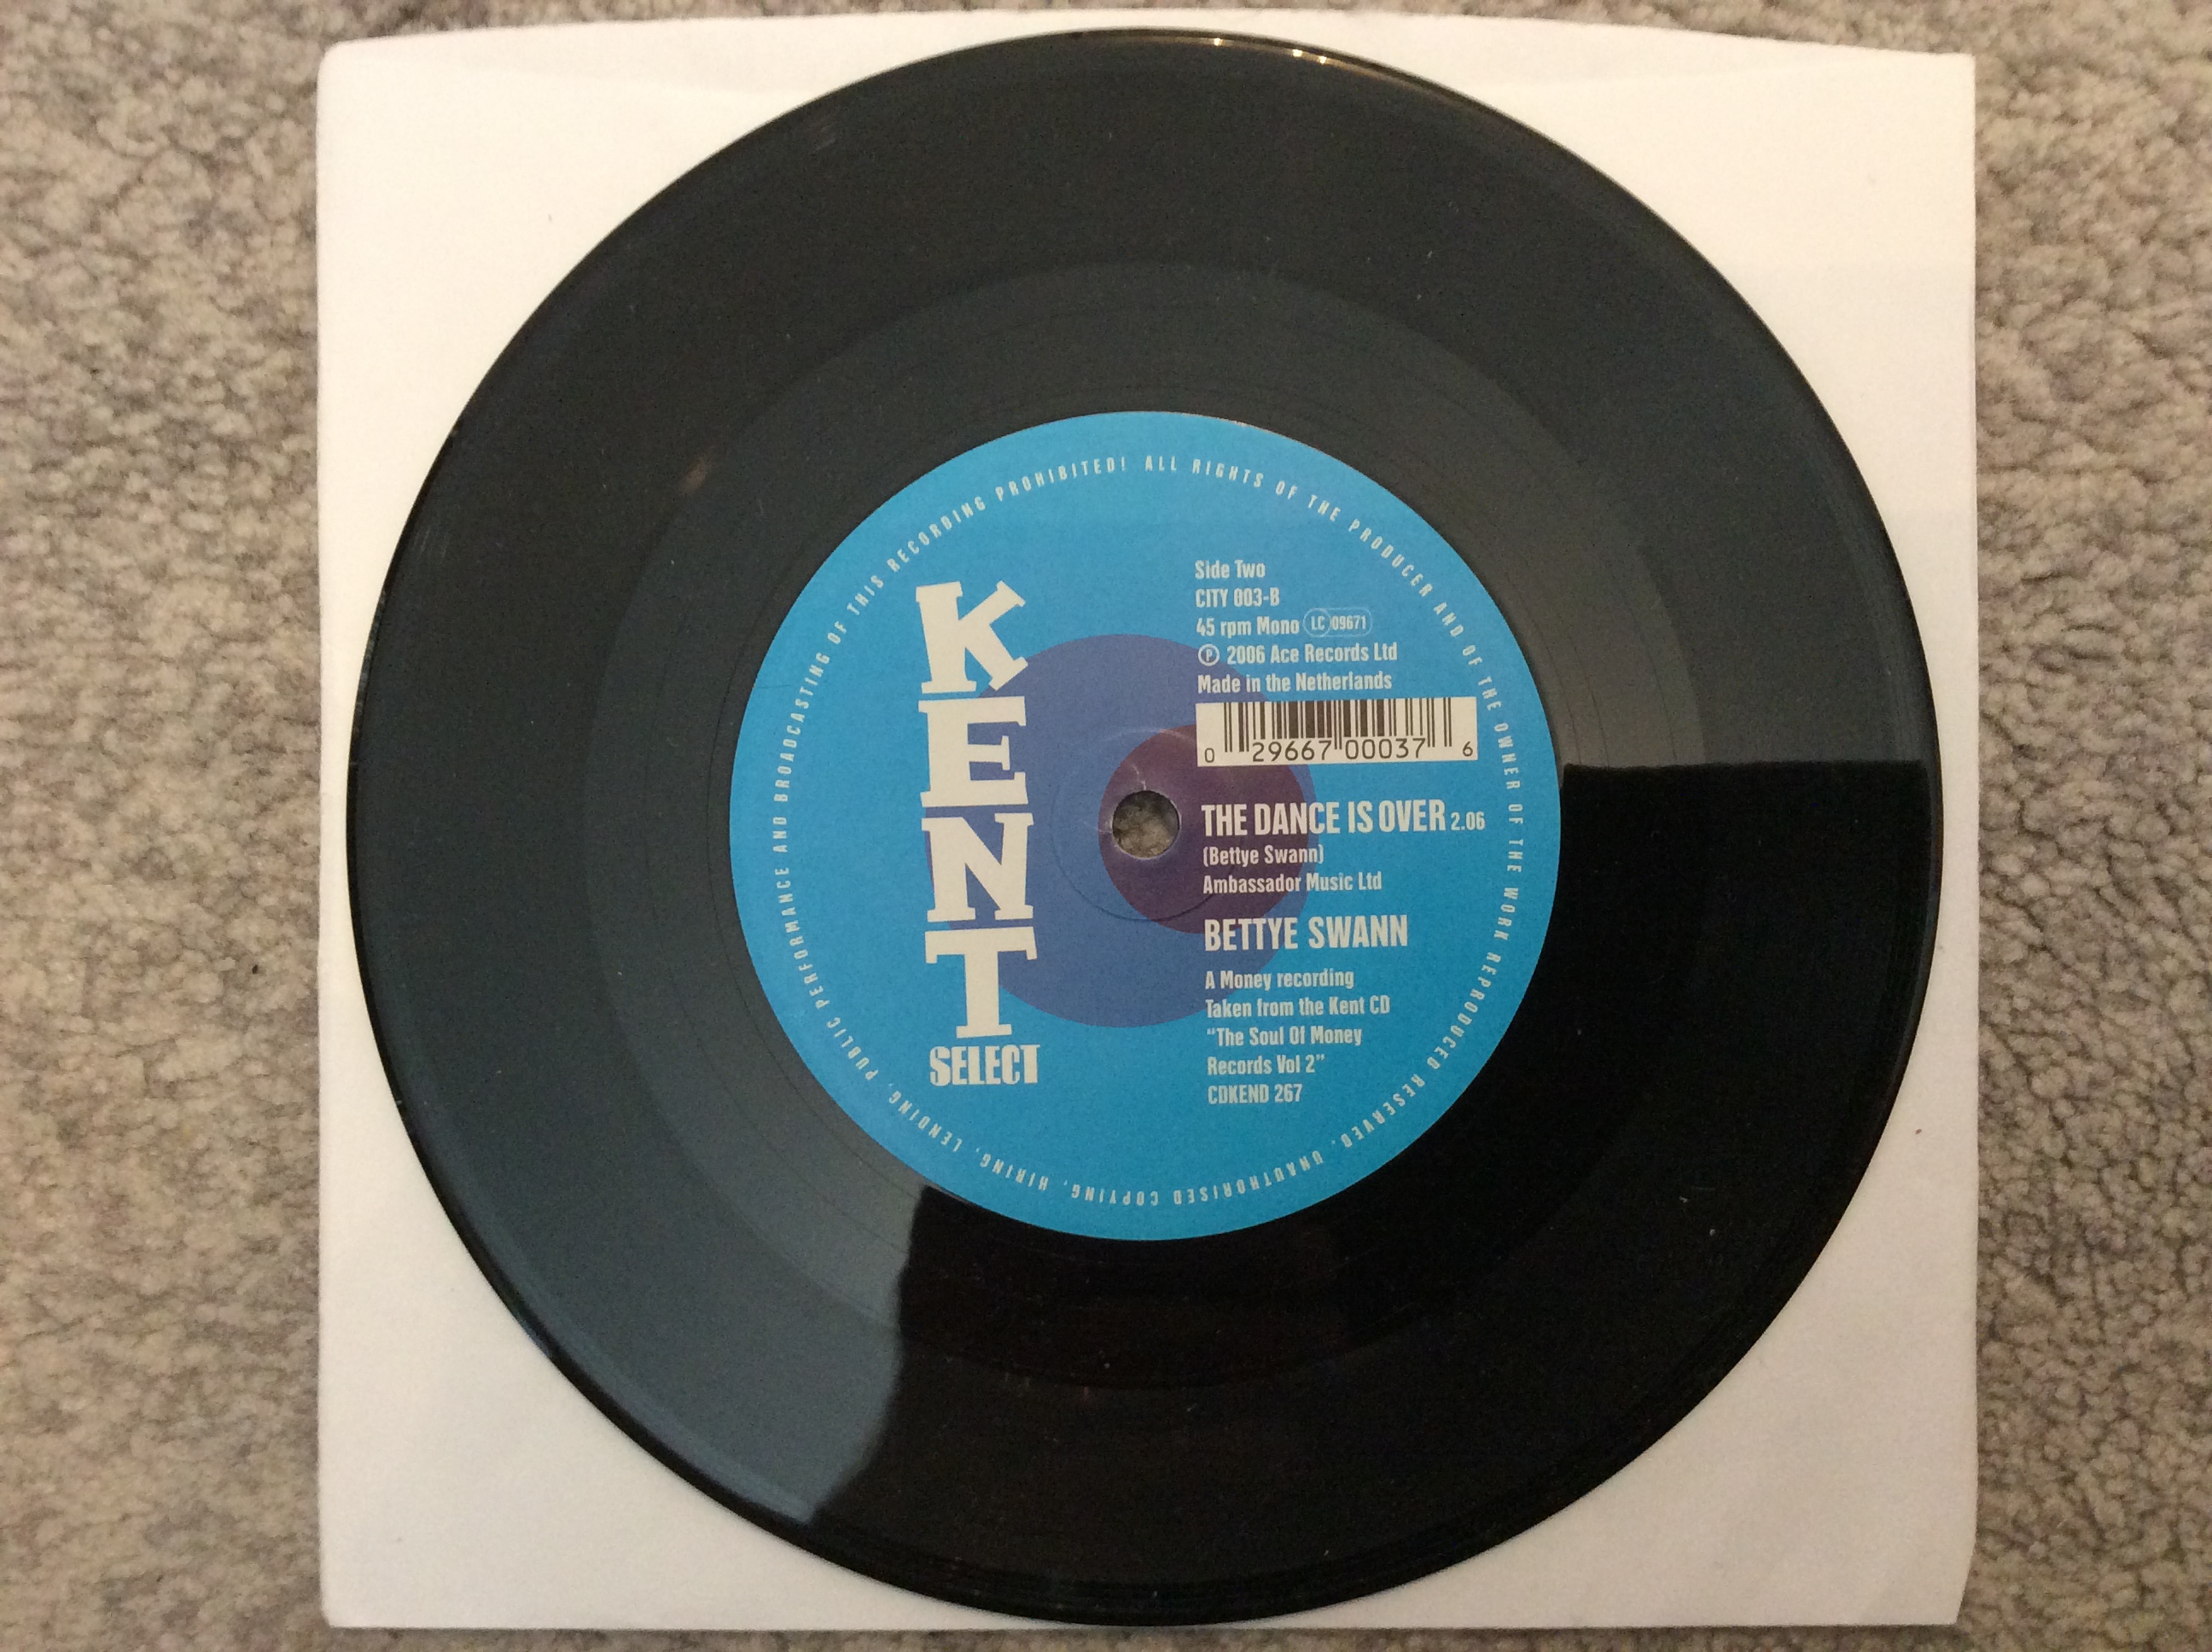 ALL RIGHTS OF THE PRODUCER AND OF THE OWNER OF THE WORK REPRODUCED RESERVED. UNAUTHORISED COPYING, HIRING, LENDING, PUBLIC PERFORMANCE AND BROADCASTING OF THIS RECORDING PROHIBITED!
KENT
SELECT
Side Two
CITY 003-B
45 rpm Mono LC 09671
Ⓟ 2006 Ace Records Ltd
Made in the Netherlands
0 29667 00037 6
THE DANCE IS OVER 2.06
(Bettye Swann)
Ambassador Music Ltd
BETTYE SWANN
A Money recording
Taken from the Kent CD
“The Soul Of Money
Records Vol 2”
CDKEND 267